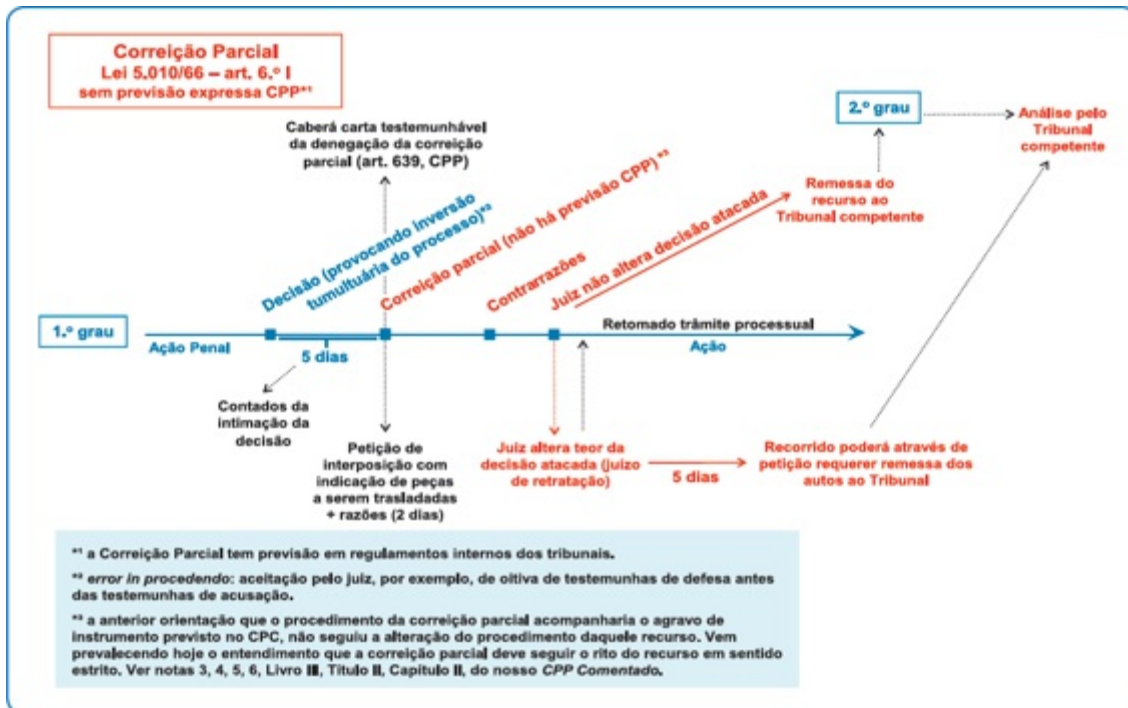 Correição Parcial
Lei 5.010/66 – art. 6.º I
sem previsão expressa CPP*¹
Caberá carta testemunhável
da denegação da correição
parcial (art. 639, CPP)
2.º grau
Análise pelo
Tribunal
competente
Remessa do
recurso ao
Tribunal competente
Decisão (provocando inversão
tumultuária do processo)*²
Correição parcial (não há previsão CPP)*³
Contrarrazões
Juiz não altera decisão atacada
1.º grau
Ação Penal
5 dias
Retomado trâmite processual
Ação
Contados da
intimação da
decisão
Petição de
interposição com
indicação de peças
a serem trasladadas
+ razões (2 dias)
Juiz altera teor da
decisão atacada (juízo
de retratação)
5 dias
Recorrido poderá através de
petição requerer remessa dos
autos ao Tribunal
*¹ a Correição Parcial tem previsão em regulamentos internos dos tribunais.
*² error in procedendo: aceitação pelo juiz, por exemplo, de oitiva de testemunhas de defesa antes
das testemunhas de acusação.
*³ a anterior orientação que o procedimento da correição parcial acompanharia o agravo de
instrumento previsto no CPC, não seguiu a alteração do procedimento daquele recurso. Vem
prevalecendo hoje o entendimento que a correição parcial deve seguir o rito do recurso em sentido
estrito. Ver notas 3, 4, 5, 6, Livro III, Título II, Capítulo II, do nosso CPP Comentado.